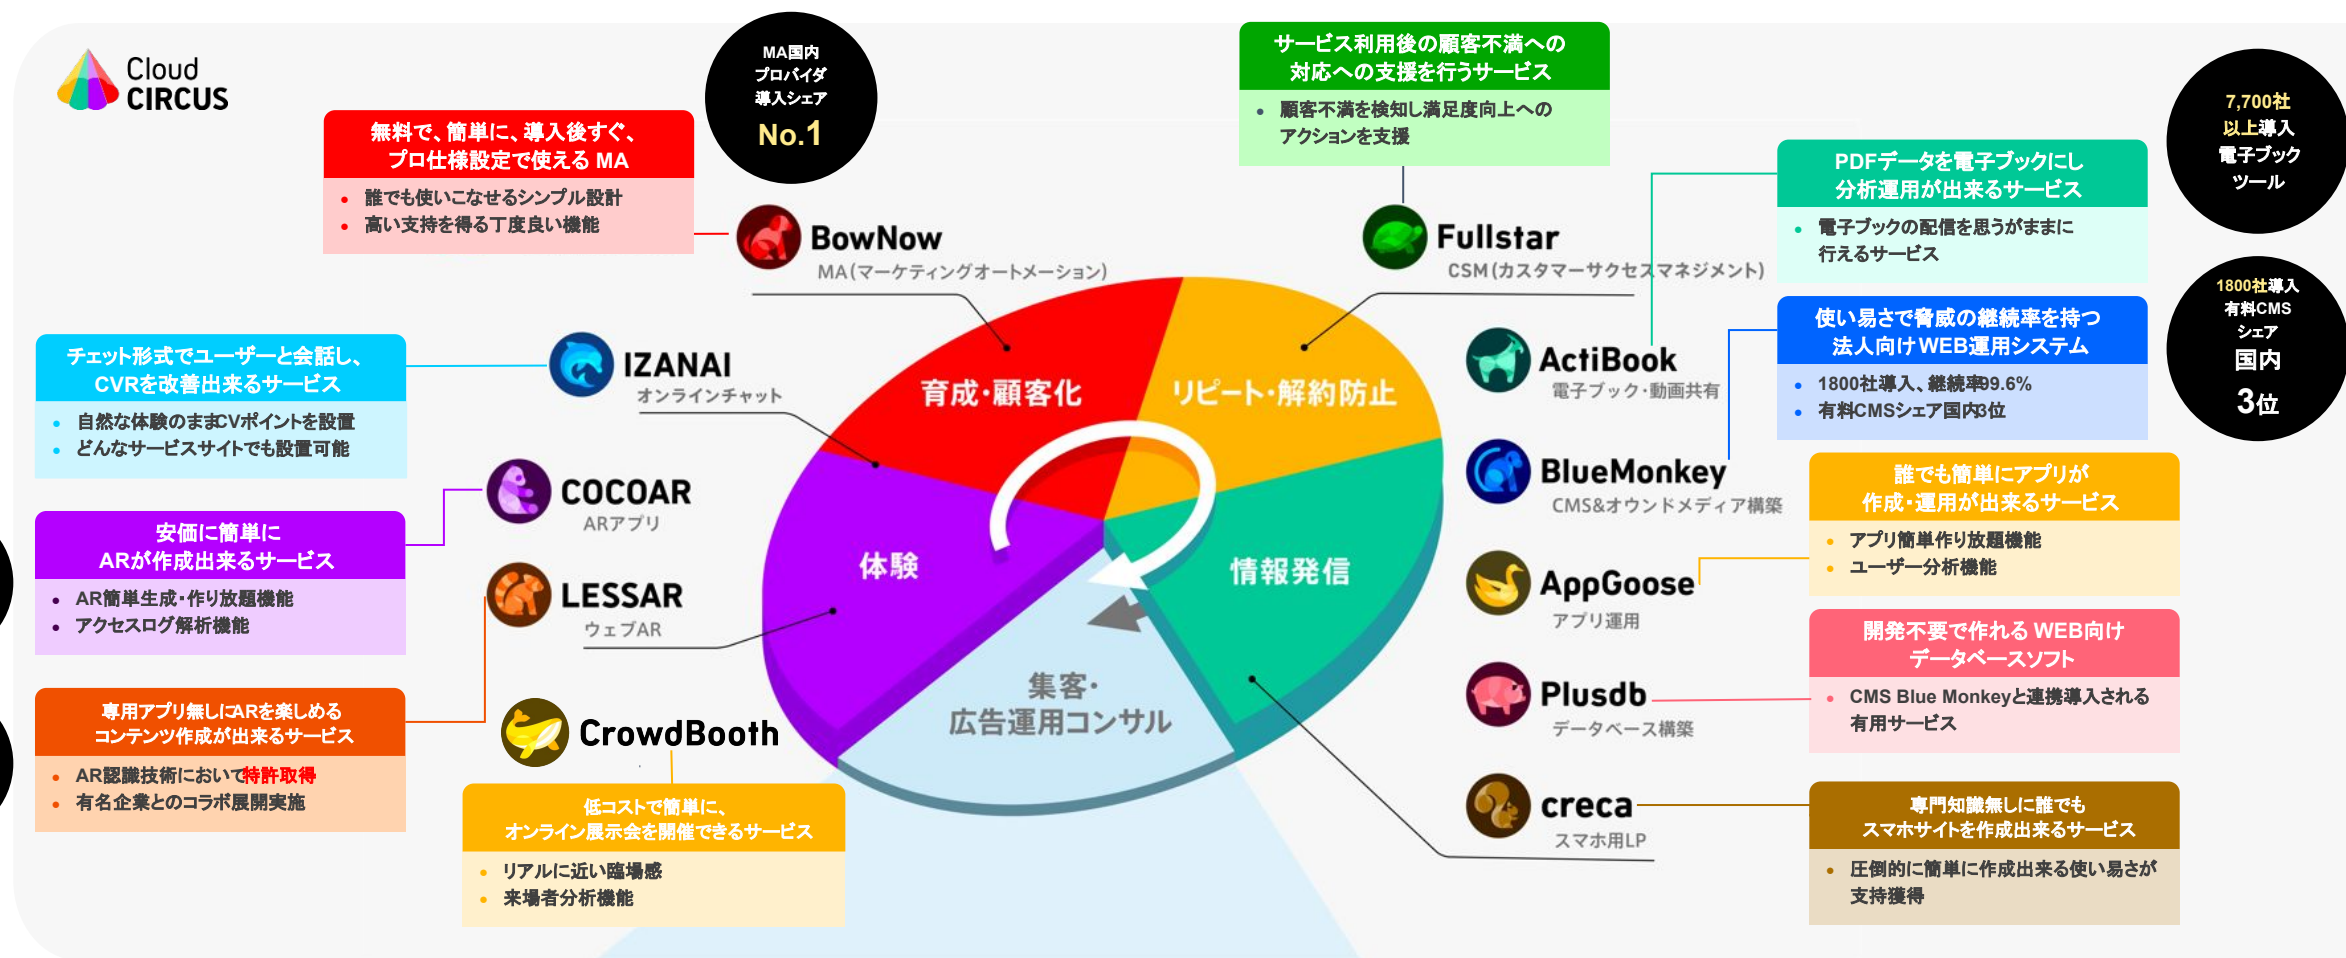 Cloud
CIRCUS
MA国内
プロバイダ
導入シェア
No.1
無料で、簡単に、導入後すぐ、
プロ仕様設定で使える MA
誰でも使いこなせるシンプル設計
高い支持を得る丁度良い機能
BowNow
MA(マーケティングオートメーション)
サービス利用後の顧客不満への
対応への支援を行うサービス
顧客不満を検知し満足度向上への
アクションを支援
Fullstar
CSM(カスタマーサクセスマネジメント)
7,700社
以上導入
電子ブック
ツール
PDFデータを電子ブックにし
分析運用が出来るサービス
電子ブックの配信を思うがままに
行えるサービス
ActiBook
電子ブック・動画共有
1800社導入
有料CMS
シェア
国内
3位
使い易さで脅威の継続率を持つ
法人向けWEB運用システム
1800社導入、継続率99.6%
有料CMSシェア国内3位
BlueMonkey
CMS&オウンドメディア構築
チェット形式でユーザーと会話し、
CVRを改善出来るサービス
自然な体験のままCVポイントを設置
どんなサービスサイトでも設置可能
IZANAI
オンラインチャット
安価に簡単に
ARが作成出来るサービス
AR簡単生成・作り放題機能
アクセスログ解析機能
COCOAR
ARアプリ
専用アプリ無しにARを楽しめる
コンテンツ作成が出来るサービス
AR認識技術において特許取得
有名企業とのコラボ展開実施
LESSAR
ウェブAR
CrowdBooth
低コストで簡単に、
オンライン展示会を開催できるサービス
リアルに近い臨場感
来場者分析機能
育成・顧客化
リピート・解約防止
体験
情報発信
集客・
広告運用コンサル
誰でも簡単にアプリが
作成・運用が出来るサービス
アプリ簡単作り放題機能
ユーザー分析機能
AppGoose
アプリ運用
開発不要で作れる WEB向け
データベースソフト
CMS Blue Monkeyと連携導入される
有用サービス
Plusdb
データベース構築
専門知識無しに誰でも
スマホサイトを作成出来るサービス
圧倒的に簡単に作成出来る使い易さが
支持獲得
creca
スマホ用LP